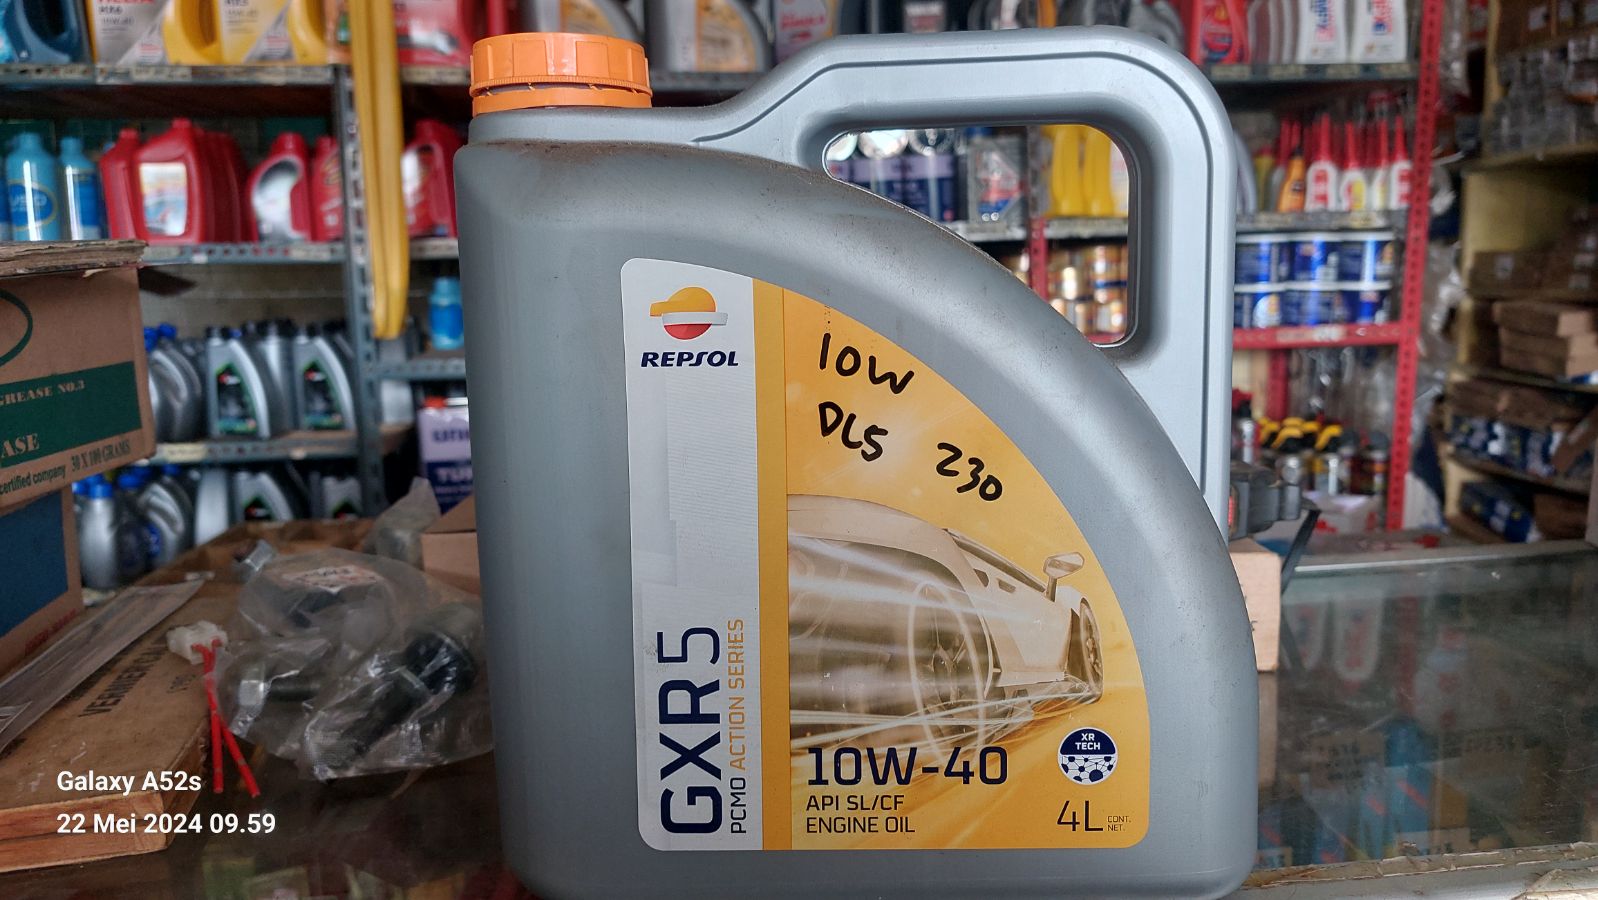 REPSOL
10W
DL5 230
GXR5
PCMO ACTION SERIES
10W-40
API SL/CF
ENGINE OIL
XR
TECH
4L CONT.
NET.
GREASE NO.3
ASE
certified company 30 X 100 GRAMS
Galaxy A52s
22 Mei 2024 09.59